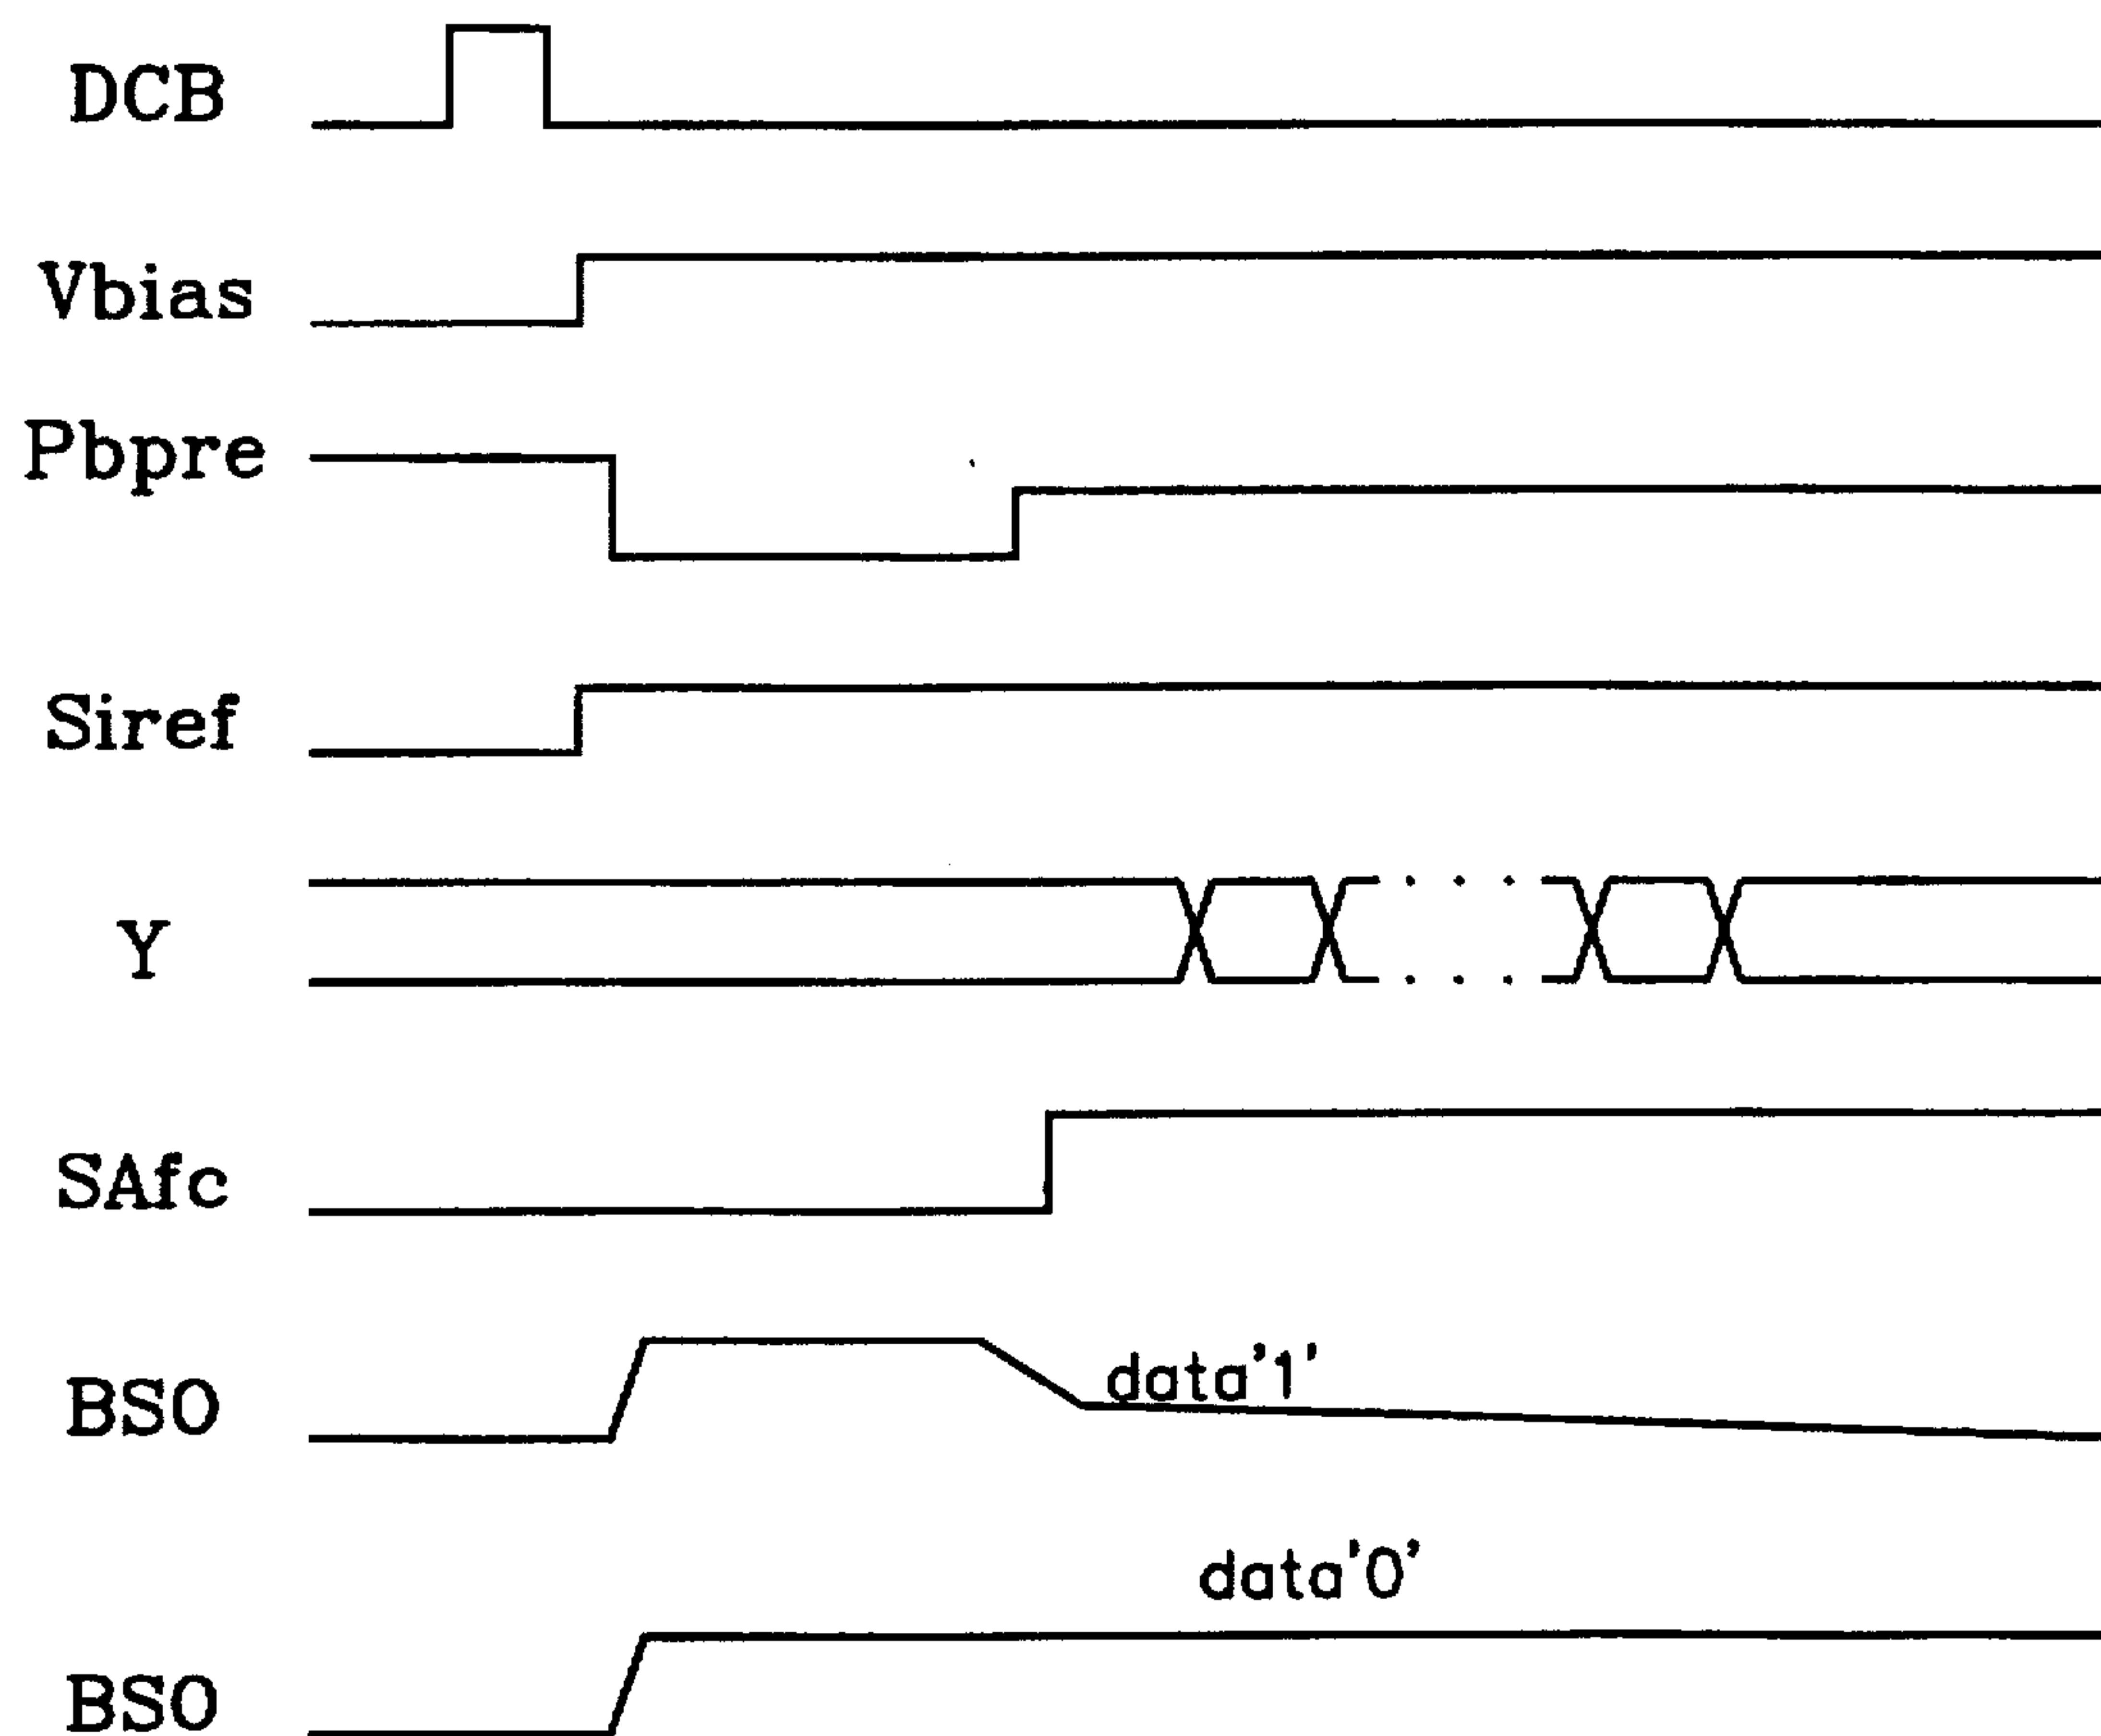 DCB
Vbias
Pbpre
Siref
Y
SAfc
BSO
data'1'
data'0'
BSO